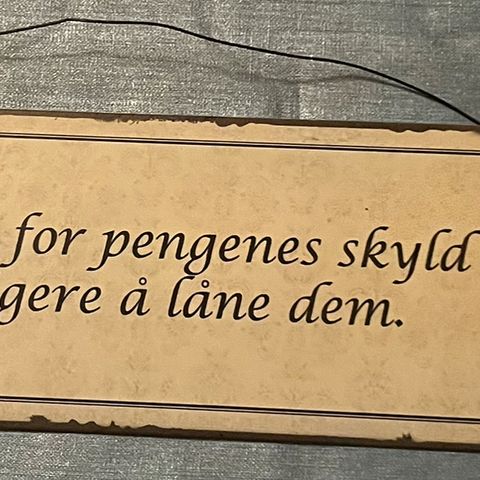 for pengenes skyld
gere å låne dem.